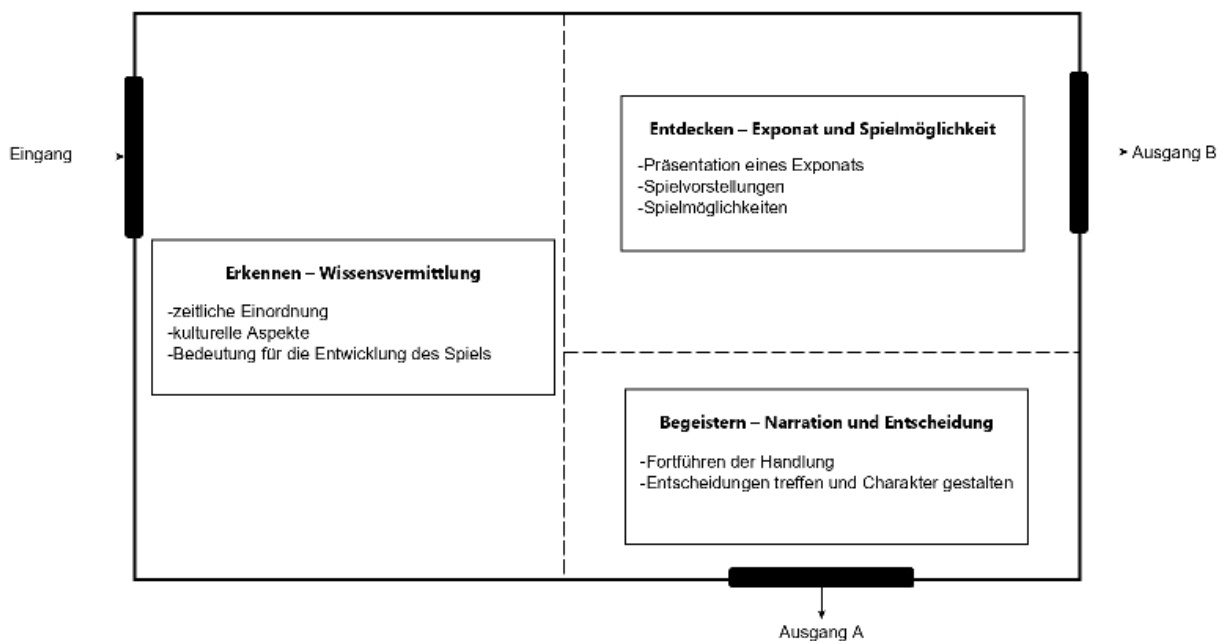 Eingang
Erkennen – Wissensvermittlung
-zeitliche Einordnung
-kulturelle Aspekte
-Bedeutung für die Entwicklung des Spiels
Entdecken – Exponat und Spielmöglichkeit
-Präsentation eines Exponats
-Spielvorstellungen
-Spielmöglichkeiten
Ausgang B
Begeistern – Narration und Entscheidung
-Fortführen der Handlung
-Entscheidungen treffen und Charakter gestalten
Ausgang A